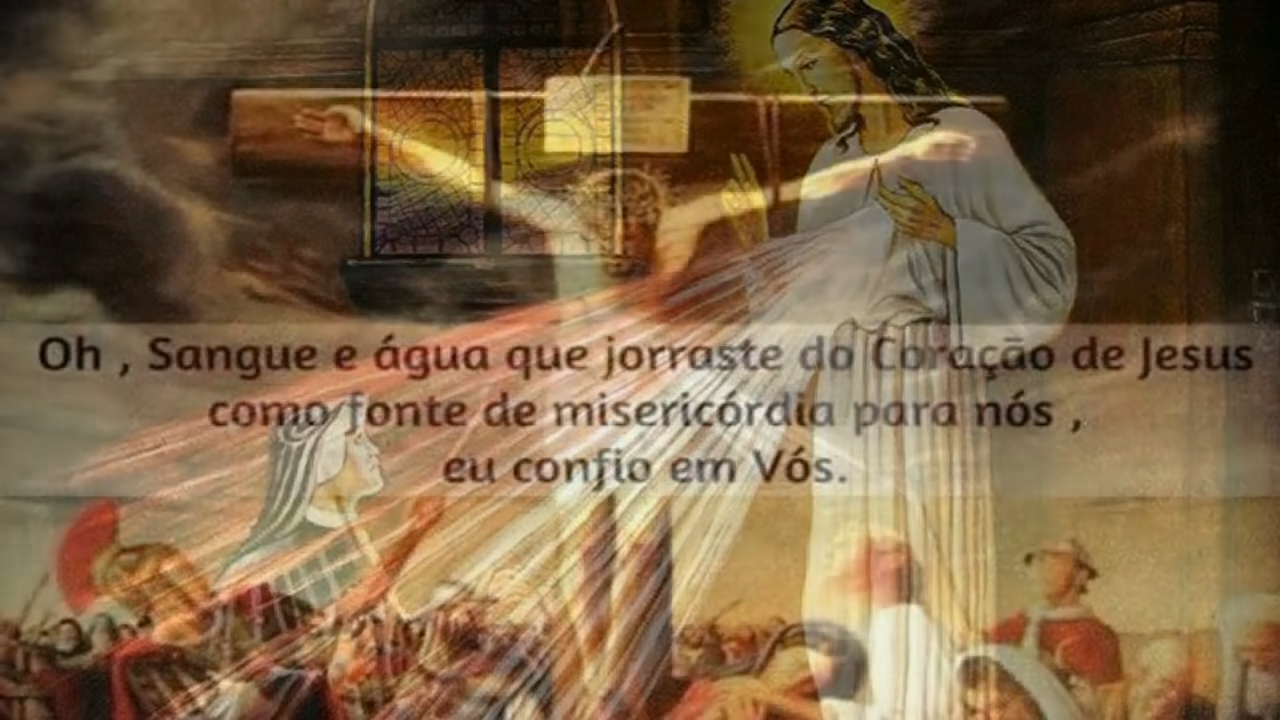 Oh , Sangue e água que jorraste do Coração de Jesus
como fonte de misericórdia para nós ,
eu confio em Vós.